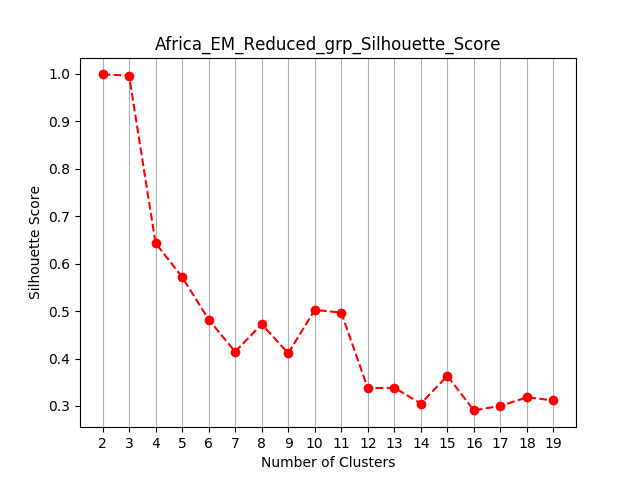 Africa_EM_Reduced_grp_Silhouette_Score
1.0
0.9
0.8
0.7
0.6
0.5
0.4
0.3
Silhouette Score
2 3 4 5 6 7 8 9 10 11 12 13 14 15 16 17 18 19
Number of Clusters